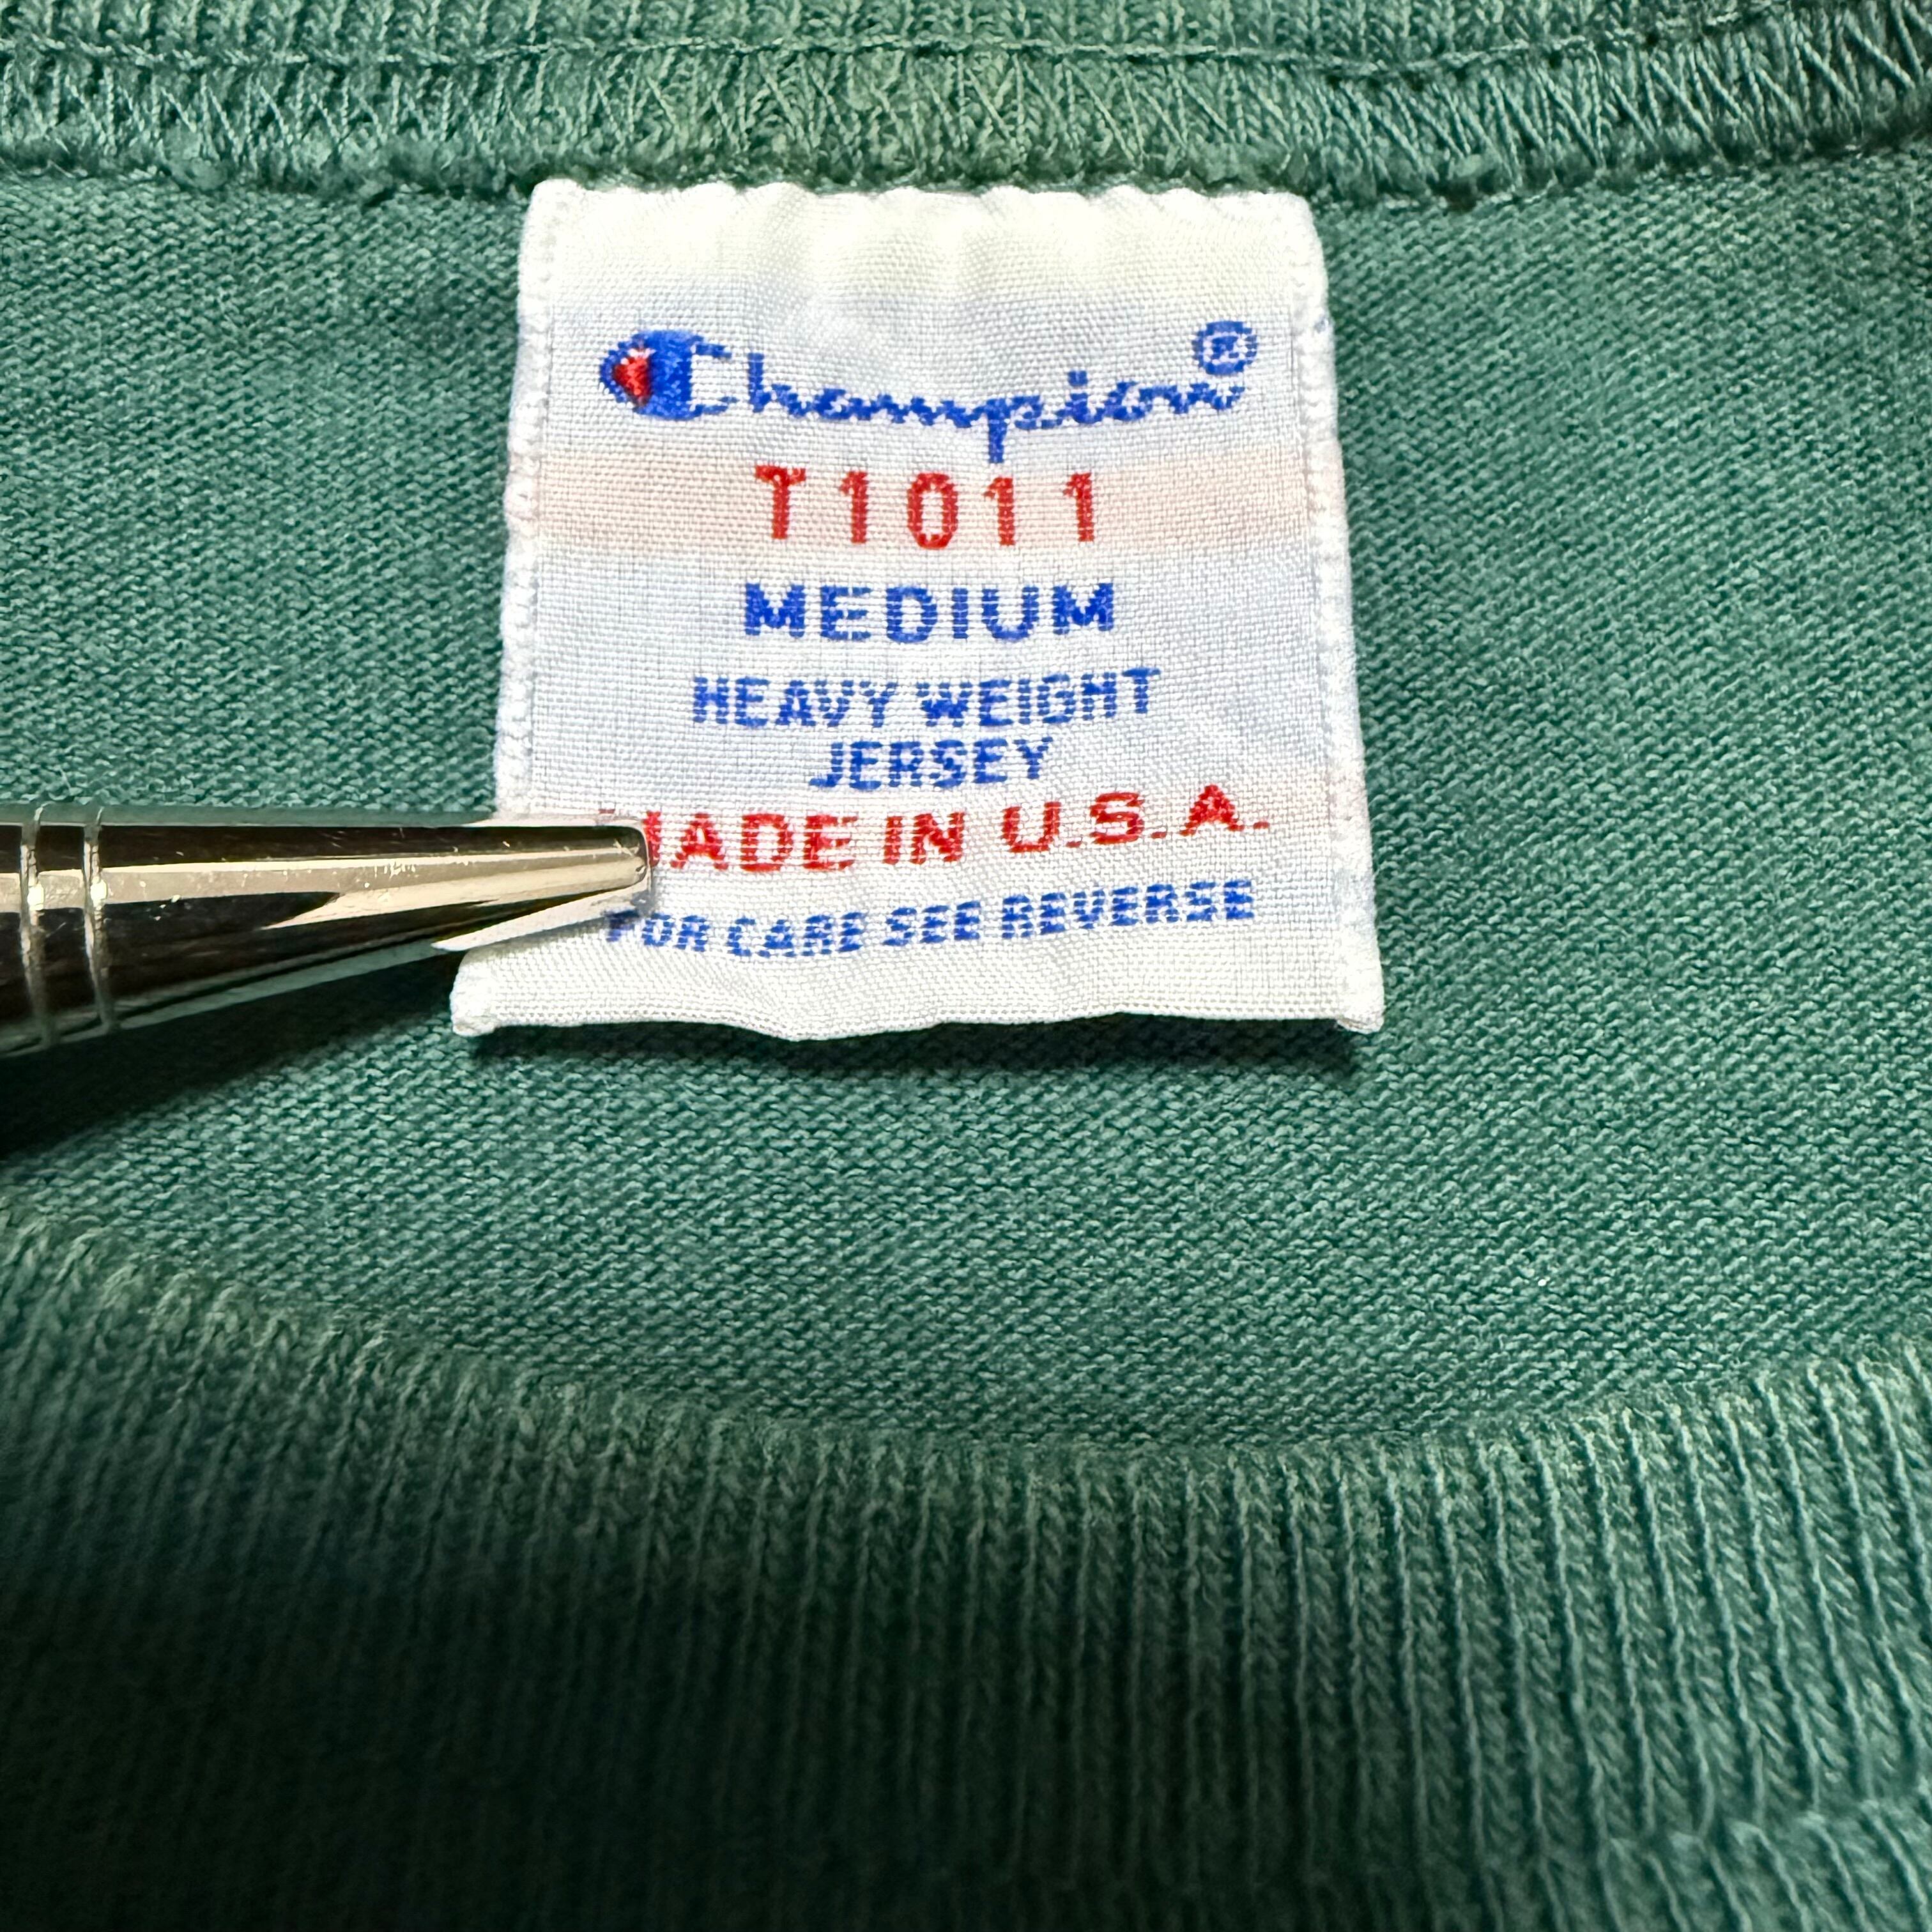 Champion®
T1011
MEDIUM
HEAVY WEIGHT
JERSEY
MADE IN U.S.A.
FOR CARE SEE REVERSE